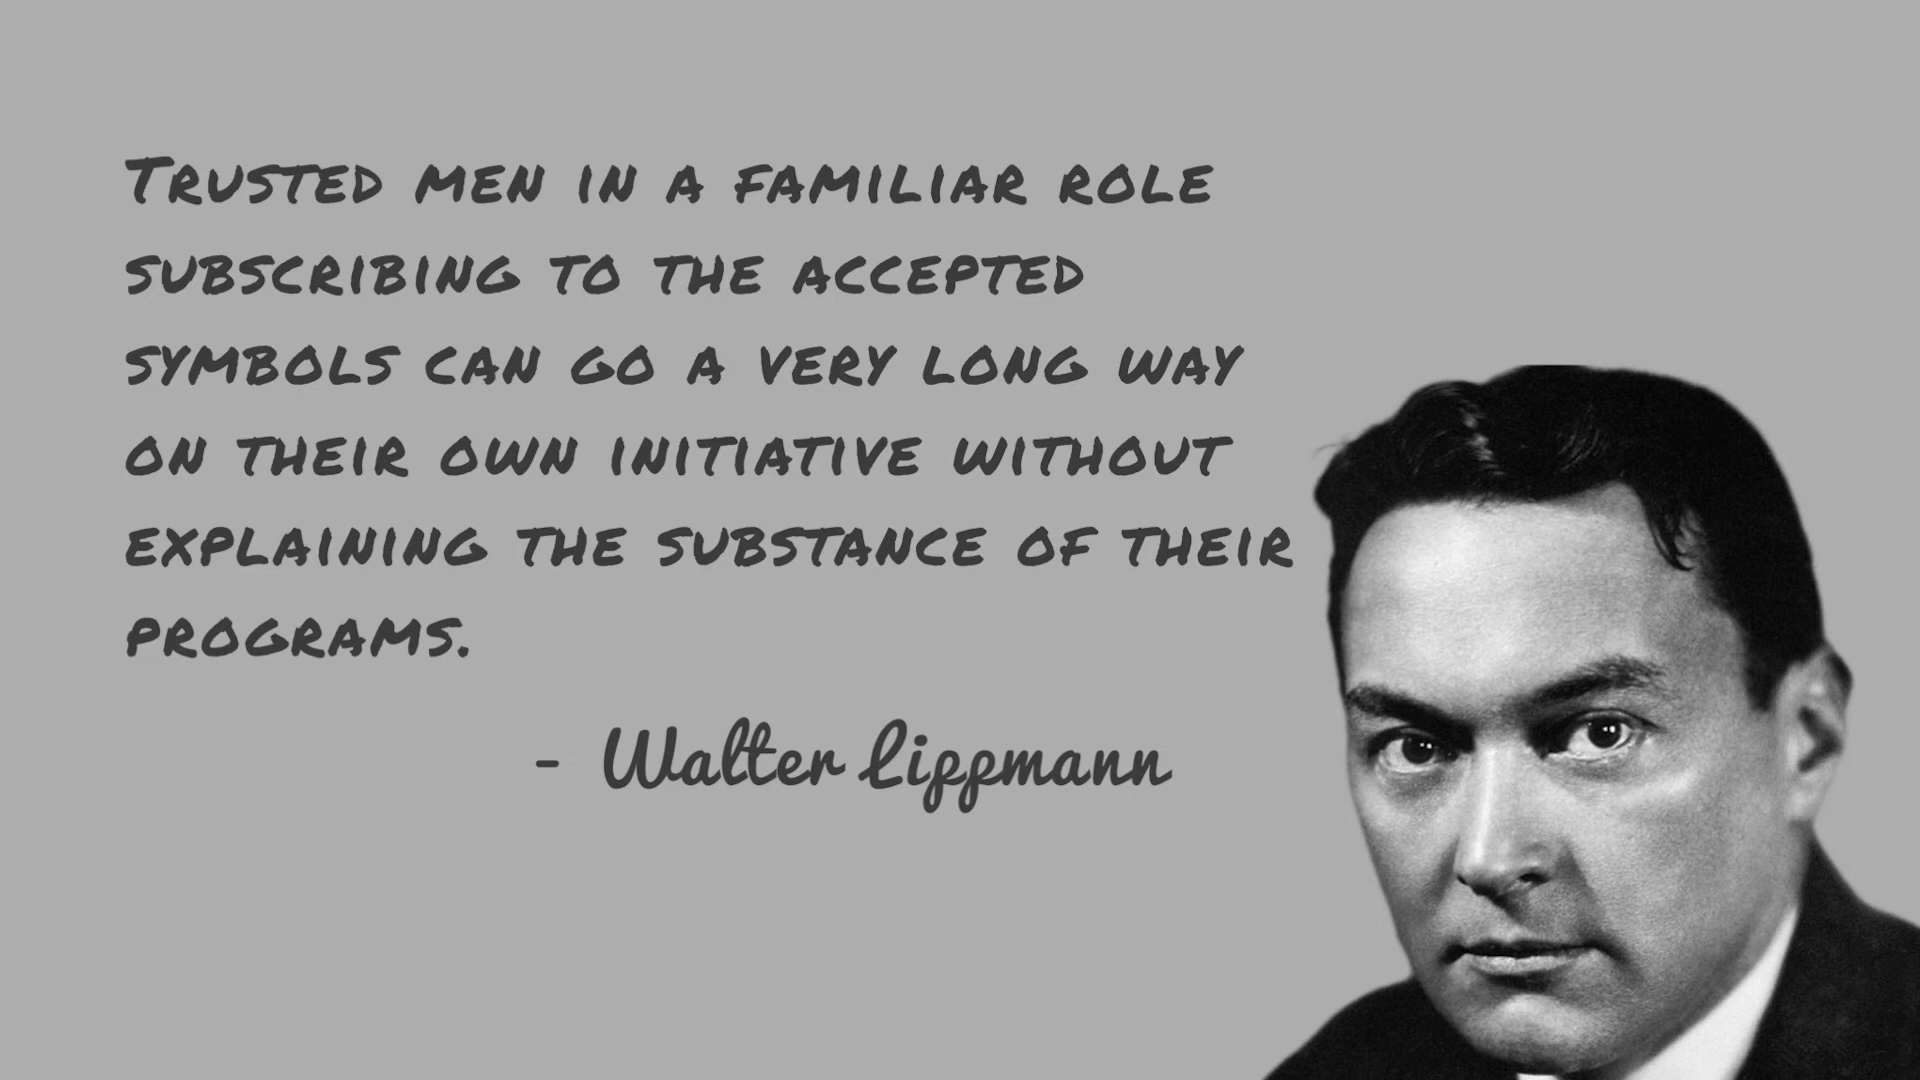 Trusted men in a familiar role
subscribing to the accepted
symbols can go a very long way
on their own initiative without
explaining the substance of their
programs.
- Walter Lippmann